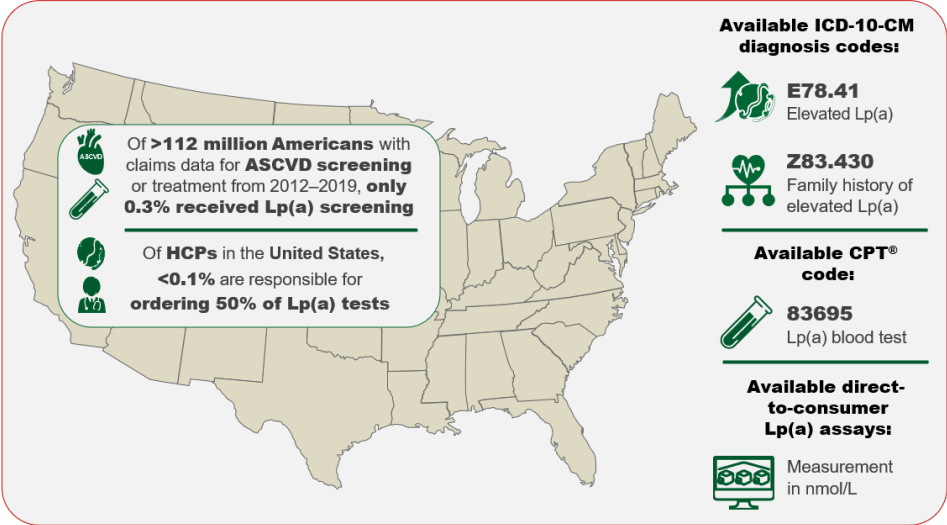 ASCVD
Of >112 million Americans with
claims data for ASCVD screening
or treatment from 2012–2019, only
0.3% received Lp(a) screening
Of HCPs in the United States,
<0.1% are responsible for
ordering 50% of Lp(a) tests
Available ICD-10-CM
diagnosis codes:
E78.41
Elevated Lp(a)
Z83.430
Family history of
elevated Lp(a)
Available CPT®
code:
83695
Lp(a) blood test
Available direct-
to-consumer
Lp(a) assays:
Measurement
in nmol/L